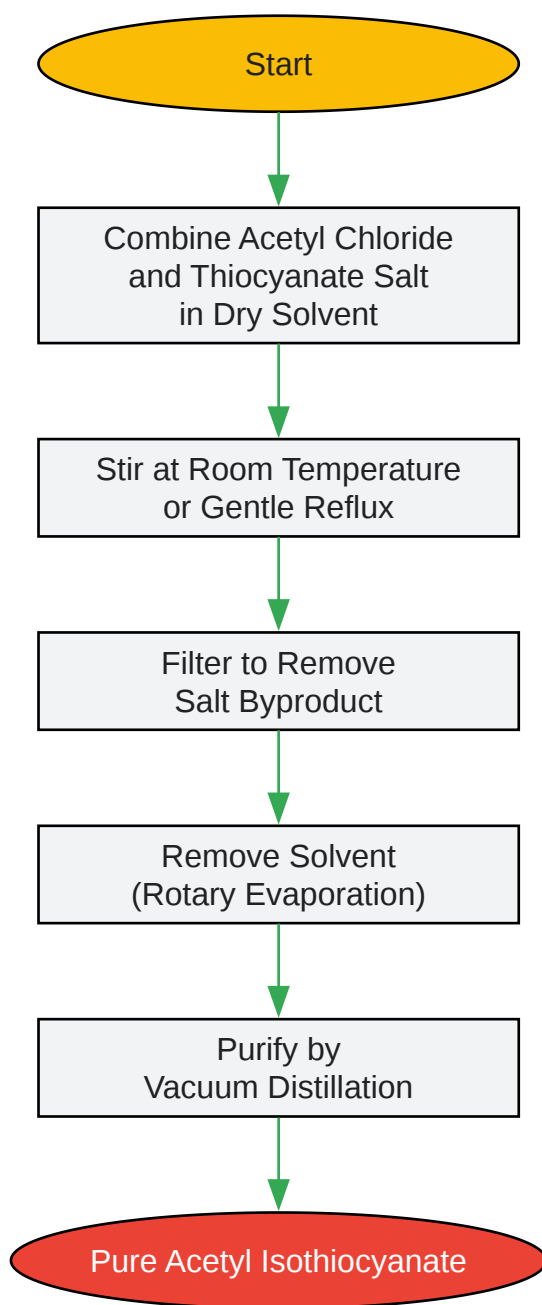 Start
Combine Acetyl Chloride
and Thiocyanate Salt
in Dry Solvent
Stir at Room Temperature
or Gentle Reflux
Filter to Remove
Salt Byproduct
Remove Solvent
(Rotary Evaporation)
Purify by
Vacuum Distillation
Pure Acetyl Isothiocyanate